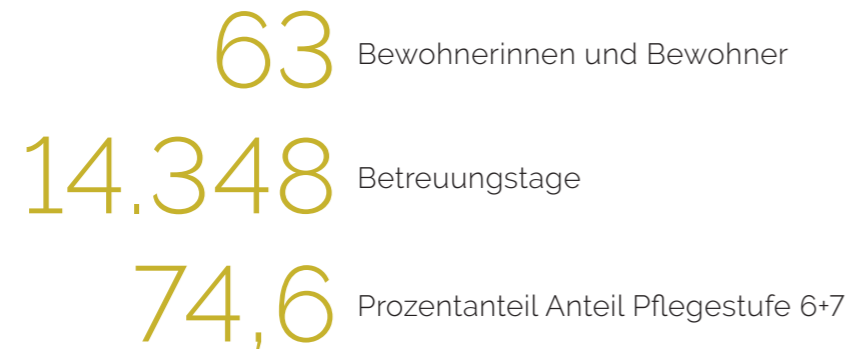 63 Bewohnerinnen und Bewohner
14.348 Betreuungstage
74,6 Prozentanteil Anteil Pflegestufe 6+7